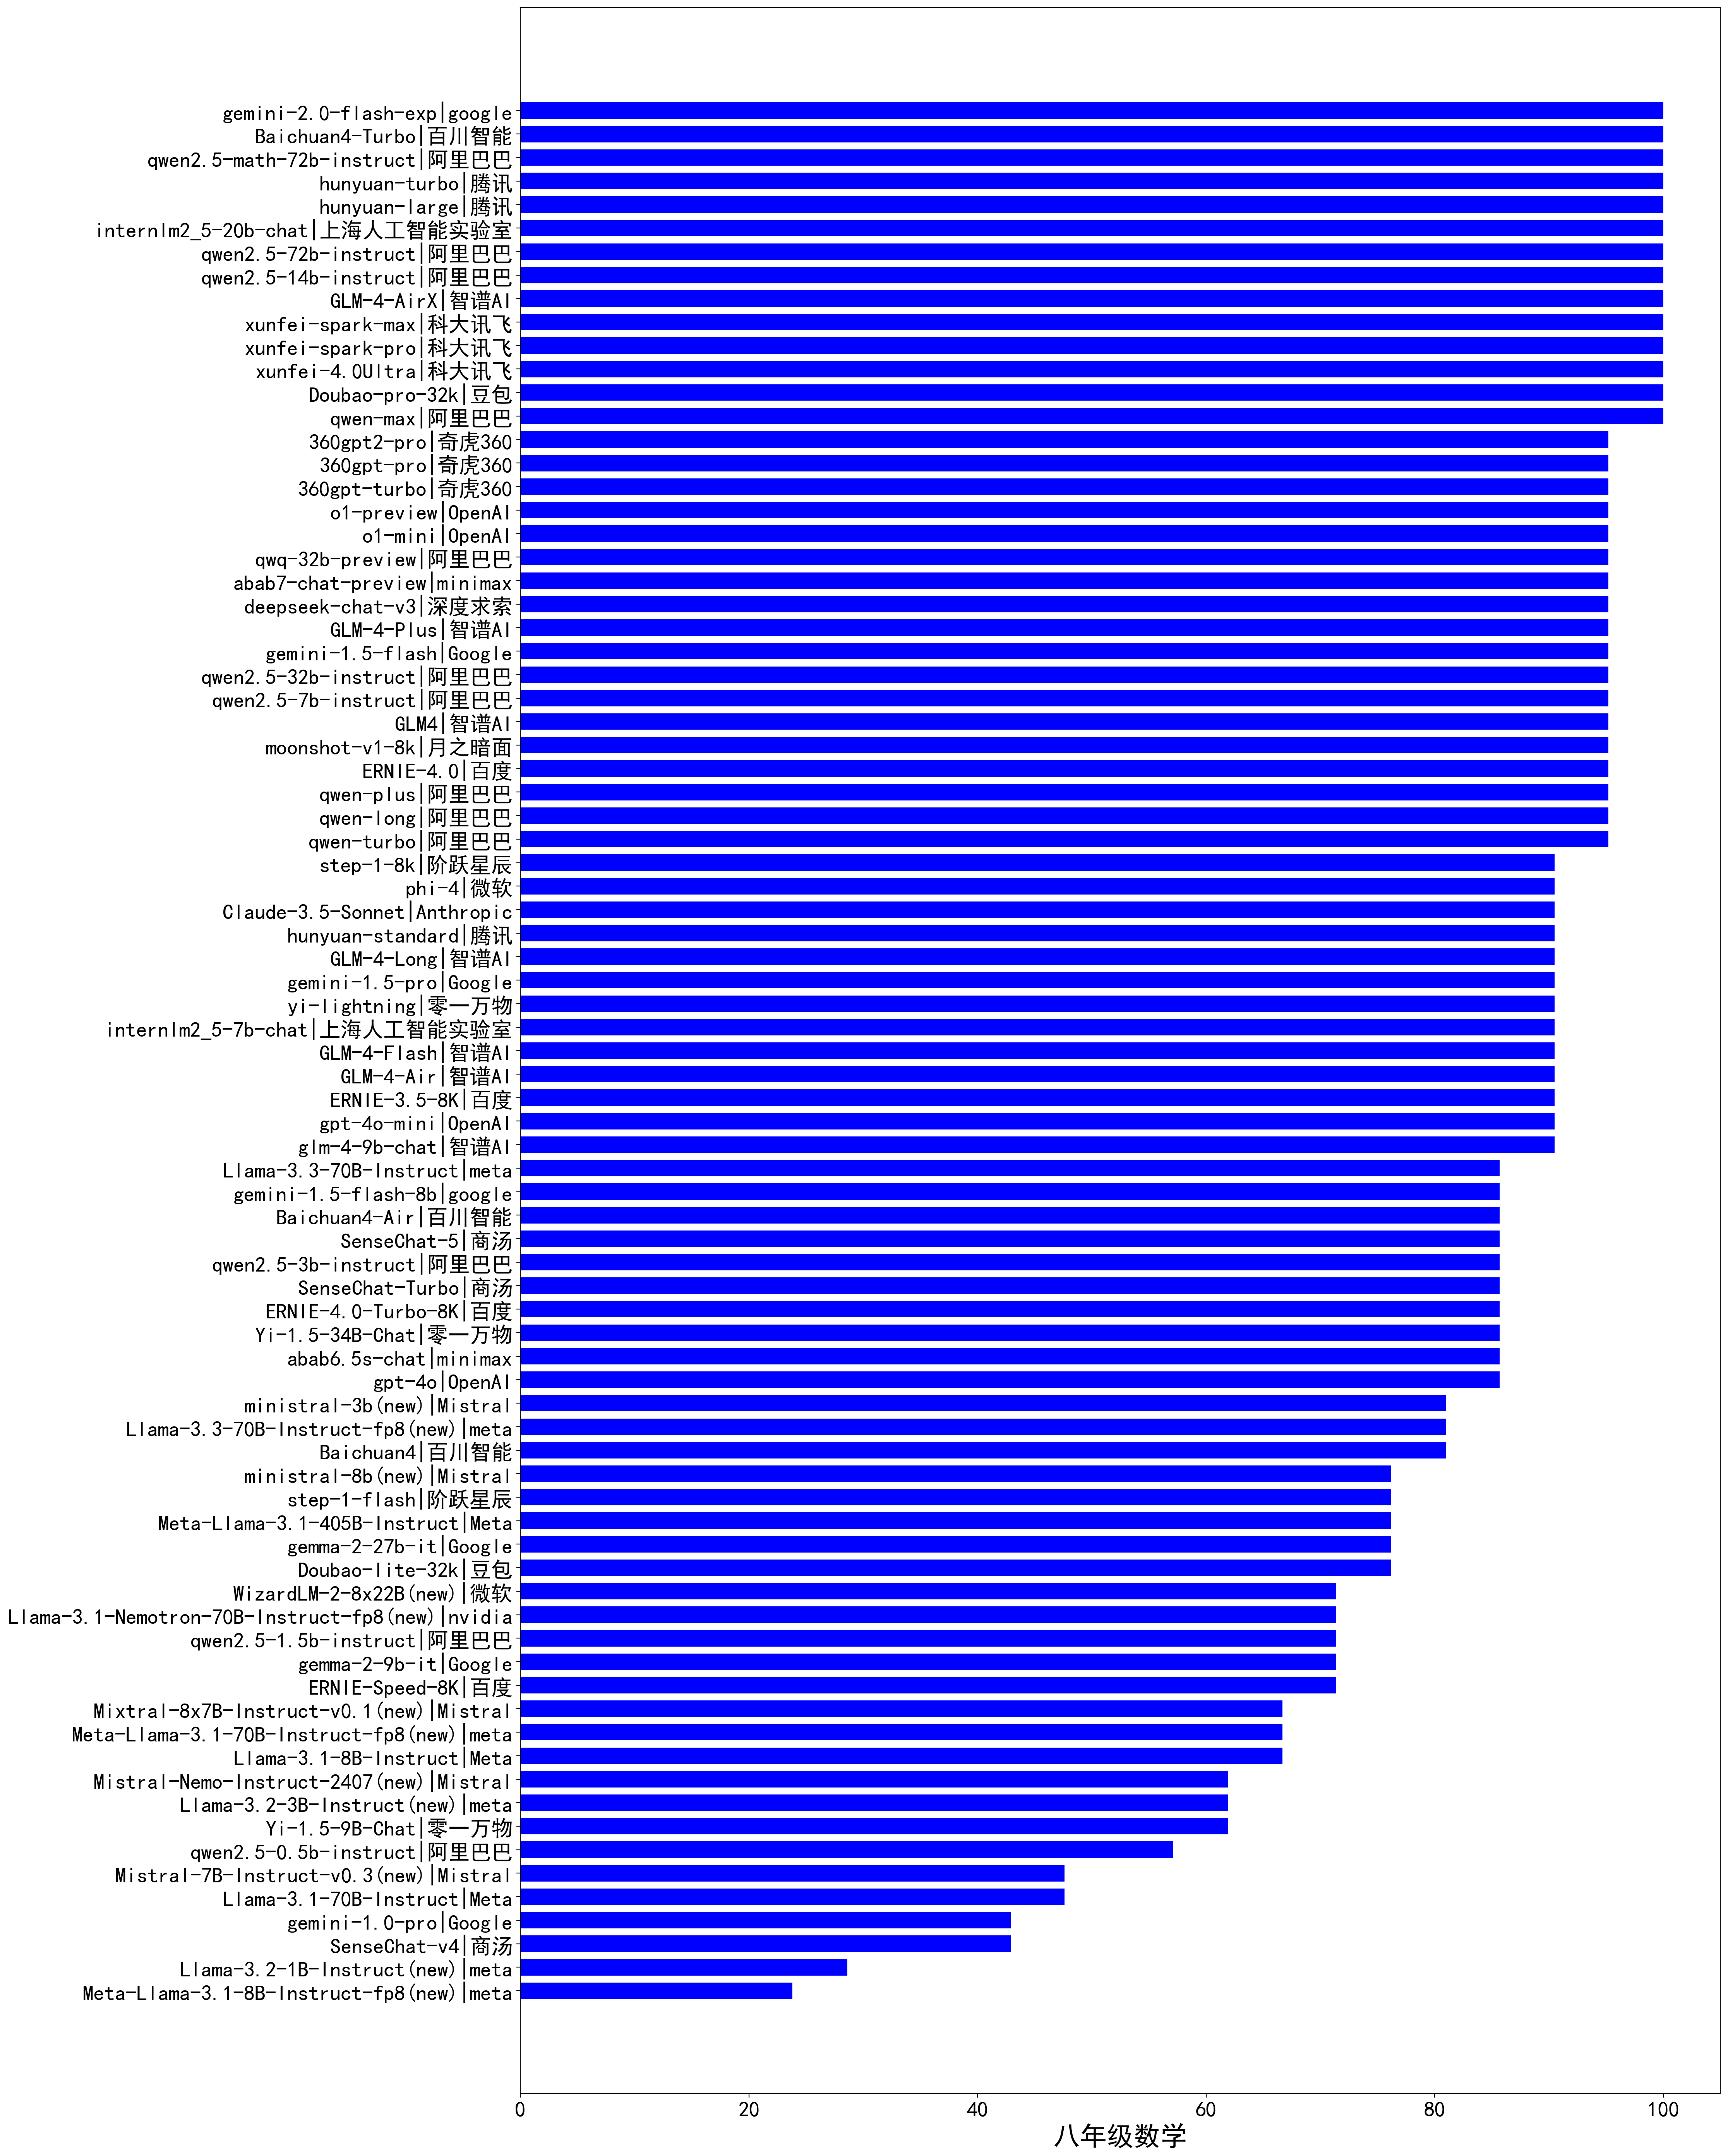 gemini-2.0-flash-exp|google
Baichuan4-Turbo|百川智能
qwen2.5-math-72b-instruct|阿里巴巴
hunyuan-turbo|腾讯
hunyuan-large|腾讯
internlm2_5-20b-chat|上海人工智能实验室
qwen2.5-72b-instruct|阿里巴巴
qwen2.5-14b-instruct|阿里巴巴
GLM-4-AirX|智谱AI
xunfei-spark-max|科大讯飞
xunfei-spark-pro|科大讯飞
xunfei-4.0Ultra|科大讯飞
Doubao-pro-32k|豆包
qwen-max|阿里巴巴
360gpt2-pro|奇虎360
360gpt-pro|奇虎360
360gpt-turbo|奇虎360
o1-preview|OpenAI
o1-mini|OpenAI
qwq-32b-preview|阿里巴巴
abab7-chat-preview|minimax
deepseek-chat-v3|深度求索
GLM-4-Plus|智谱AI
gemini-1.5-flash|Google
qwen2.5-32b-instruct|阿里巴巴
qwen2.5-7b-instruct|阿里巴巴
GLM4|智谱AI
moonshot-v1-8k|月之暗面
ERNIE-4.0|百度
qwen-plus|阿里巴巴
qwen-long|阿里巴巴
qwen-turbo|阿里巴巴
step-1-8k|阶跃星辰
phi-4|微软
Claude-3.5-Sonnet|Anthropic
hunyuan-standard|腾讯
GLM-4-Long|智谱AI
gemini-1.5-pro|Google
yi-lightning|零一万物
internlm2_5-7b-chat|上海人工智能实验室
GLM-4-Flash|智谱AI
GLM-4-Air|智谱AI
ERNIE-3.5-8K|百度
gpt-4o-mini|OpenAI
glm-4-9b-chat|智谱AI
Llama-3.3-70B-Instruct|meta
gemini-1.5-flash-8b|google
Baichuan4-Air|百川智能
SenseChat-5|商汤
qwen2.5-3b-instruct|阿里巴巴
SenseChat-Turbo|商汤
ERNIE-4.0-Turbo-8K|百度
Yi-1.5-34B-Chat|零一万物
abab6.5s-chat|minimax
gpt-4o|OpenAI
ministral-3b(new)|Mistral
Llama-3.3-70B-Instruct-fp8(new)|meta
Baichuan4|百川智能
ministral-8b(new)|Mistral
step-1-flash|阶跃星辰
Meta-Llama-3.1-405B-Instruct|Meta
gemma-2-27b-it|Google
Doubao-lite-32k|豆包
WizardLM-2-8x22B(new)|微软
Llama-3.1-Nemotron-70B-Instruct-fp8(new)|nvidia
qwen2.5-1.5b-instruct|阿里巴巴
gemma-2-9b-it|Google
ERNIE-Speed-8K|百度
Mixtral-8x7B-Instruct-v0.1(new)|Mistral
Meta-Llama-3.1-70B-Instruct-fp8(new)|meta
Llama-3.1-8B-Instruct|Meta
Mistral-Nemo-Instruct-2407(new)|Mistral
Llama-3.2-3B-Instruct(new)|meta
Yi-1.5-9B-Chat|零一万物
qwen2.5-0.5b-instruct|阿里巴巴
Mistral-7B-Instruct-v0.3(new)|Mistral
Llama-3.1-70B-Instruct|Meta
gemini-1.0-pro|Google
SenseChat-v4|商汤
Llama-3.2-1B-Instruct(new)|meta
Meta-Llama-3.1-8B-Instruct-fp8(new)|meta
0 20 40 60 80 100
八年级数学